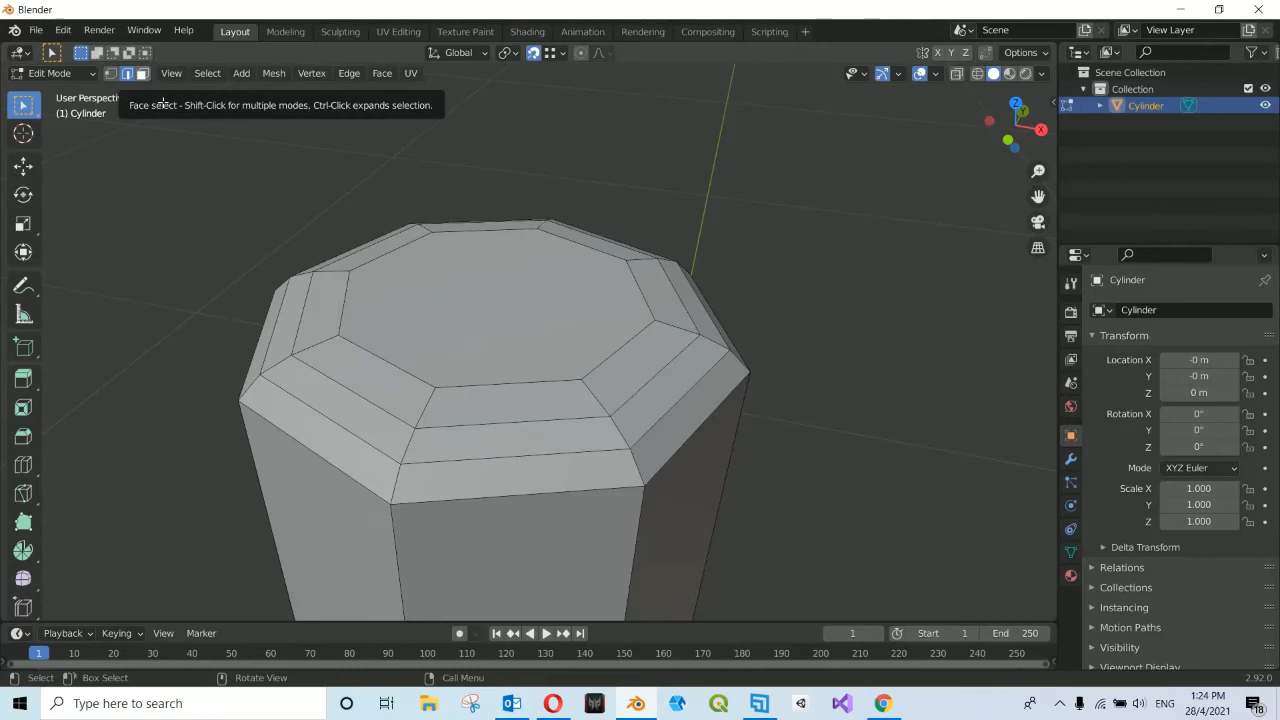 Blender
File Edit Render Window Help Layout Modeling Sculpting UV Editing Texture Paint Shading Animation Rendering Compositing Scripting + Scene View Layer
Global X Y Z Options
Edit Mode View Select Add Mesh Vertex Edge Face UV
User Perspecti
(1) Cylinder
Face select - Shift-Click for multiple modes, Ctrl-Click expands selection.
Z
Y
X
Scene Collection
Collection
Cylinder
Cylinder
Cylinder
Transform
Location X -0 m
Y -0 m
Z 0 m
Rotation X 0°
Y 0°
Z 0°
Mode XYZ Euler
Scale X 1.000
Y 1.000
Z 1.000
Delta Transform
Relations
Collections
Instancing
Motion Paths
Visibility
Viewport Display
Playback Keying View Marker 1 Start 1 End 250
1 10 20 30 40 50 60 70 80 90 100 110 120 130 140 150 160 170 180 190 200 210 220 230 240 250
Select Box Select Rotate View Call Menu 2.92.0
Type here to search
ENG
1:24 PM
28/4/2021
18